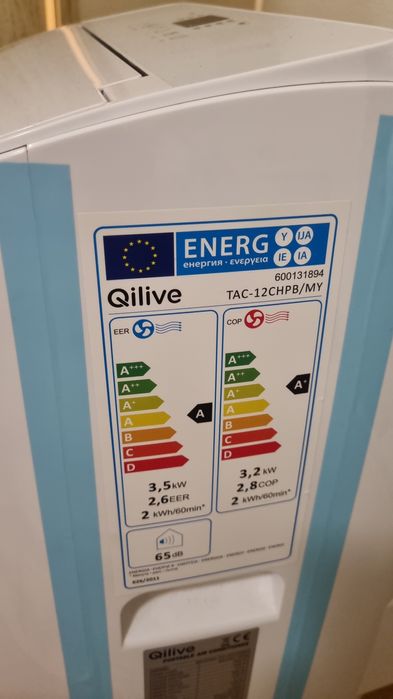 ENERG
Y IJA
IE IA
енергия · ενεργεια
600131894
Qilive
TAC-12CHPB/MY
EER
COP
A+++
A++
A+
A
B
C
D
A
3,5 kW
2,6 EER
2 kWh/60min*
A+++
A++
A+
A
B
C
D
A+
3,2 kW
2,8 COP
2 kWh/60min*
65 dB
626/2011
Qilive
PORTABLE AIR CONDITIONER